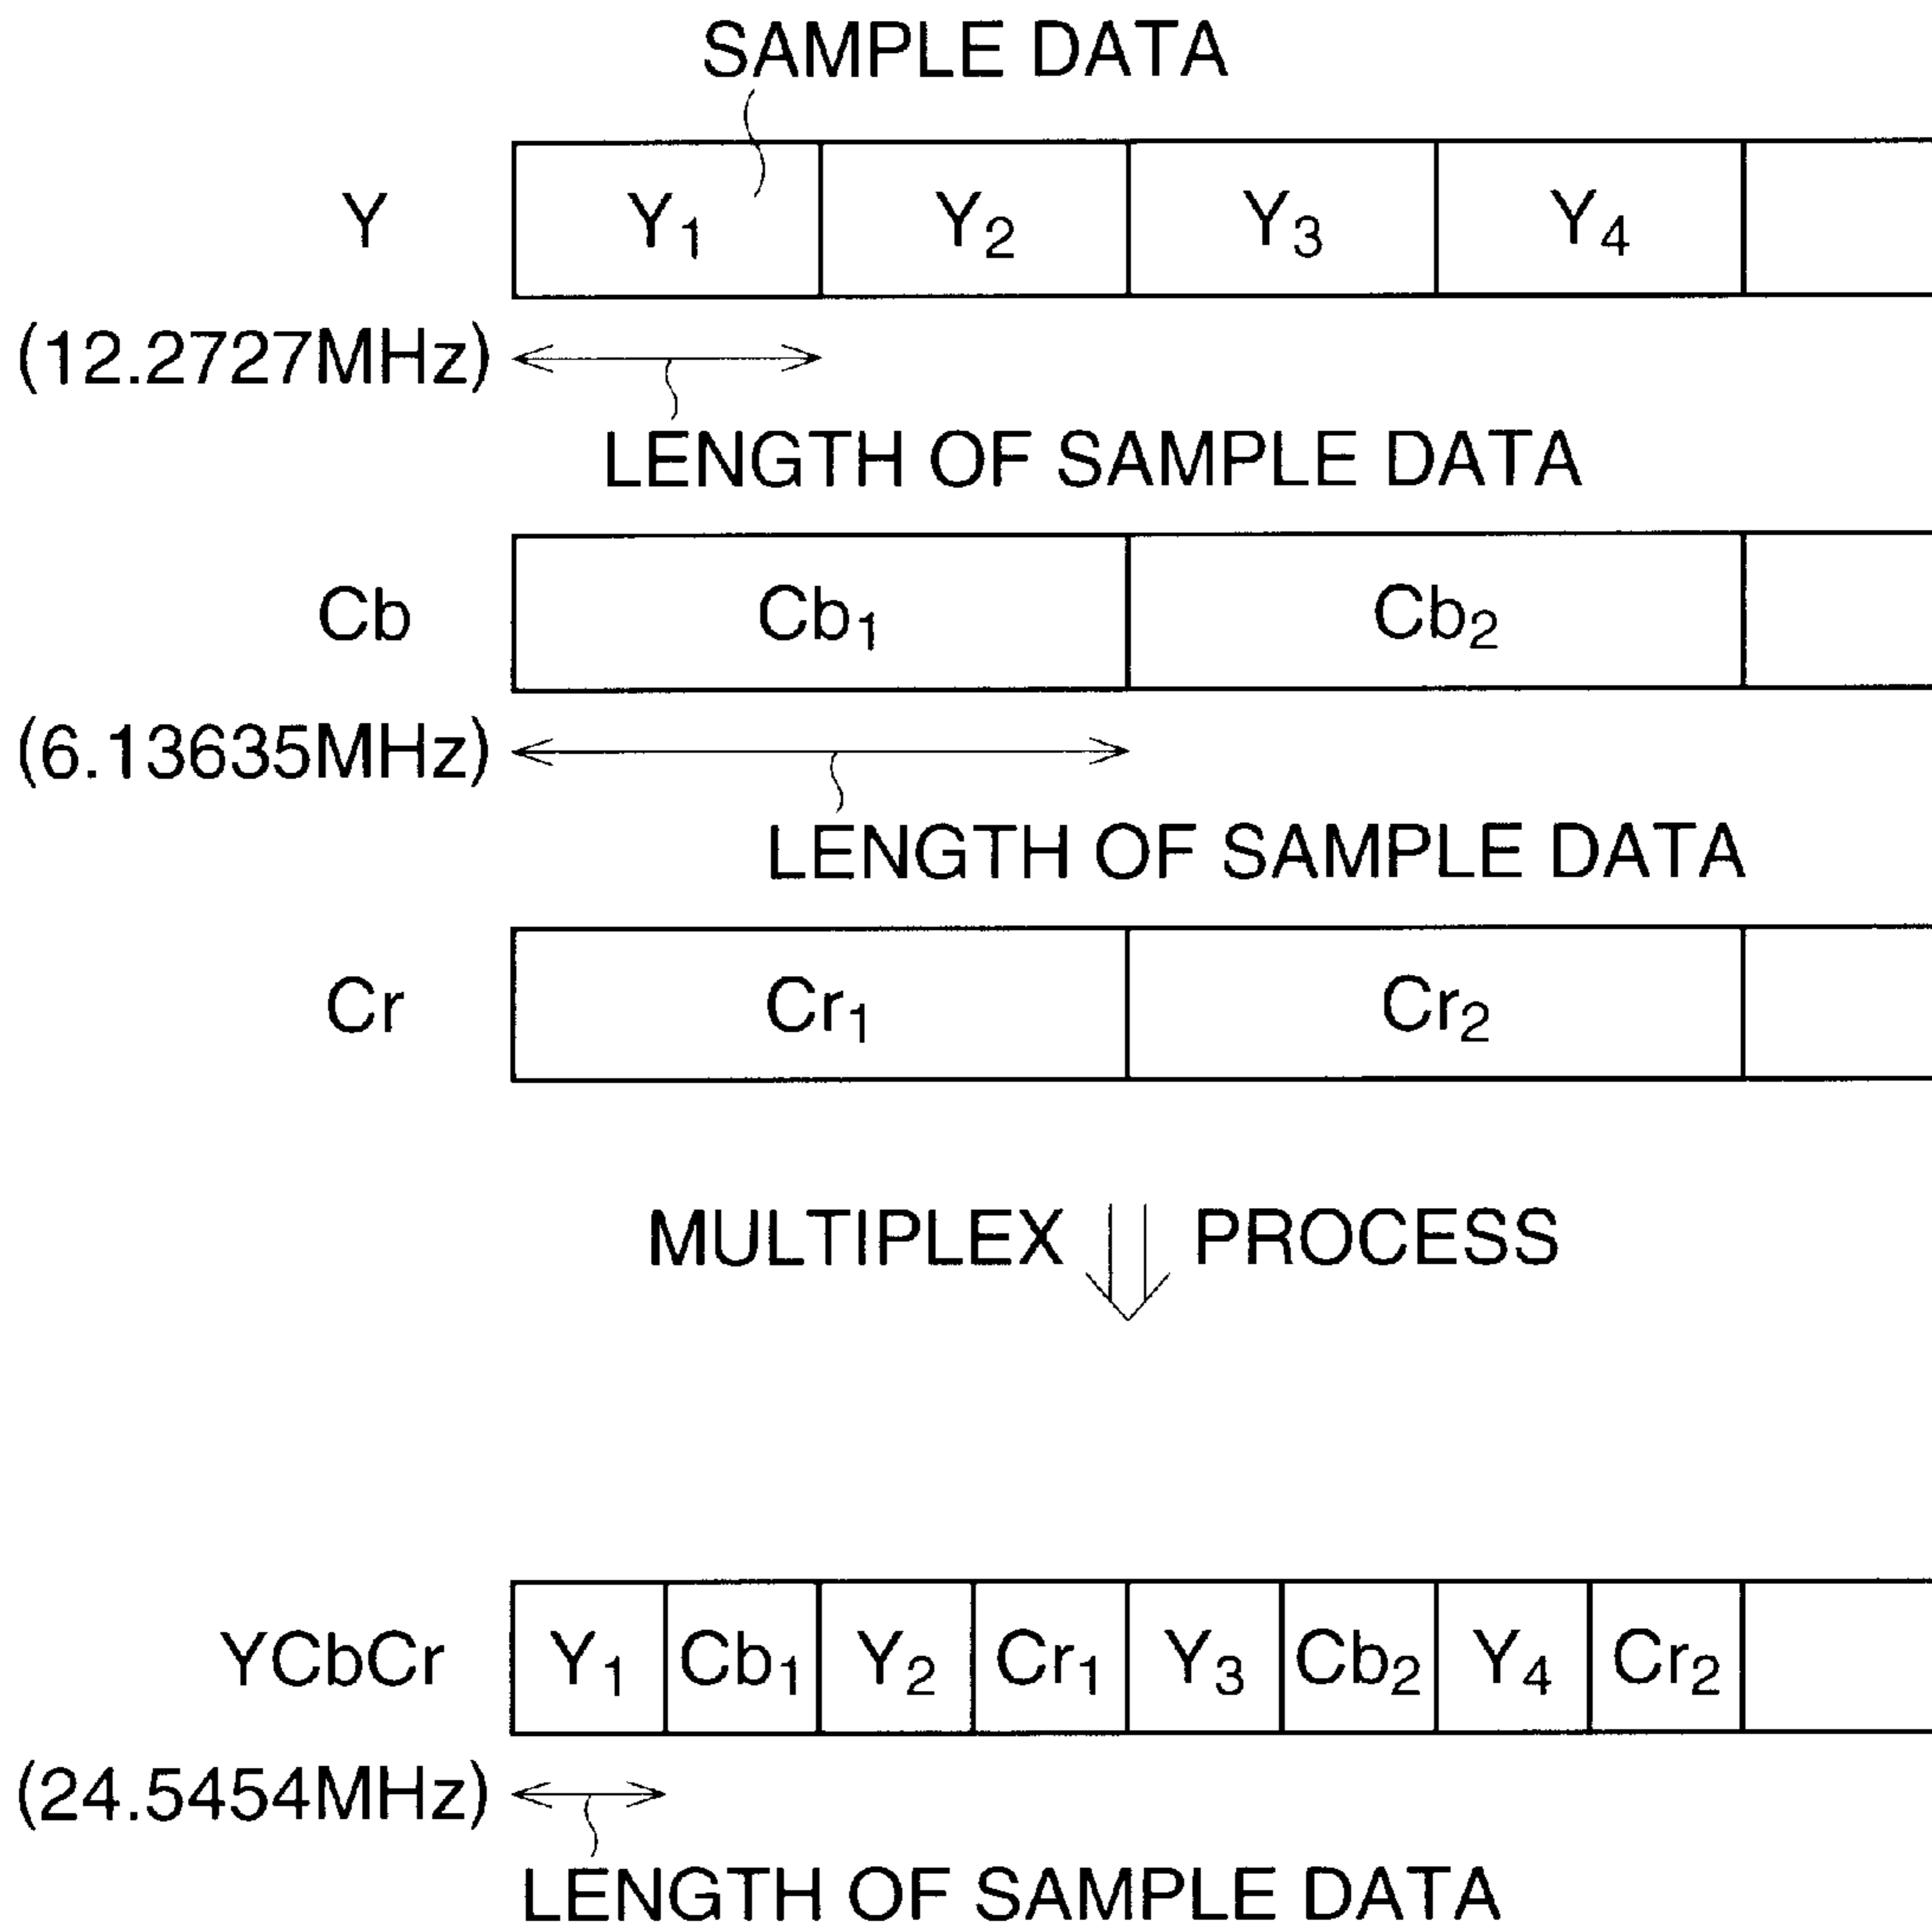 SAMPLE DATA
Y Y₁ Y₂ Y₃ Y₄
(12.2727MHz)
LENGTH OF SAMPLE DATA
Cb Cb₁ Cb₂
(6.13635MHz)
LENGTH OF SAMPLE DATA
Cr Cr₁ Cr₂
MULTIPLEX PROCESS
YCbCr Y₁ Cb₁ Y₂ Cr₁ Y₃ Cb₂ Y₄ Cr₂
(24.5454MHz)
LENGTH OF SAMPLE DATA